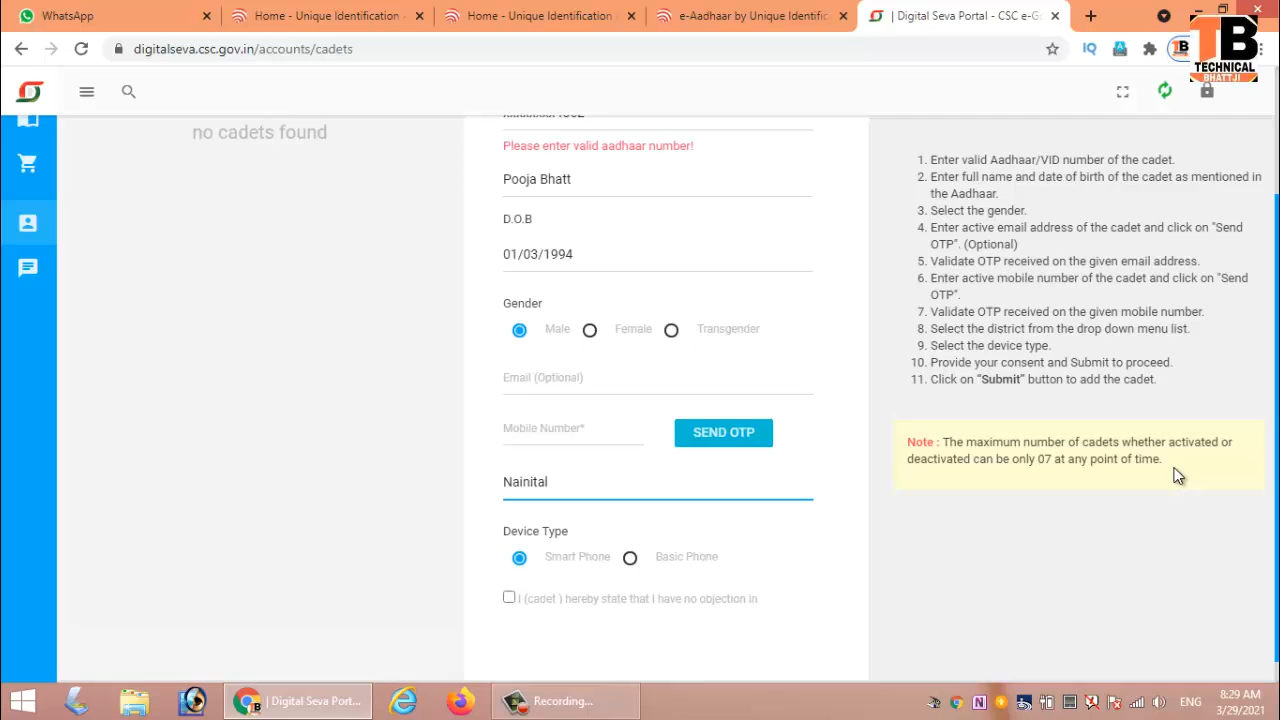 WhatsApp
Home - Unique Identification
Home - Unique Identification
e-Aadhaar by Unique Identificat
| Digital Seva Portal - CSC e-Go
digitalseva.csc.gov.in/accounts/cadets
IQ
TB
TECHNICAL
BHATTJI
no cadets found
Please enter valid aadhaar number!
Pooja Bhatt
D.O.B
01/03/1994
Gender
Male
Female
Transgender
Email (Optional)
Mobile Number*
SEND OTP
Nainital
Device Type
Smart Phone
Basic Phone
I (cadet ) hereby state that I have no objection in
1. Enter valid Aadhaar/VID number of the cadet.
2. Enter full name and date of birth of the cadet as mentioned in
the Aadhaar.
3. Select the gender.
4. Enter active email address of the cadet and click on "Send
OTP". (Optional)
5. Validate OTP received on the given email address.
6. Enter active mobile number of the cadet and click on "Send
OTP".
7. Validate OTP received on the given mobile number.
8. Select the district from the drop down menu list.
9. Select the device type.
10. Provide your consent and Submit to proceed.
11. Click on “Submit” button to add the cadet.
Note : The maximum number of cadets whether activated or
deactivated can be only 07 at any point of time.
| Digital Seva Port...
Recording...
ENG
8:29 AM
3/29/2021